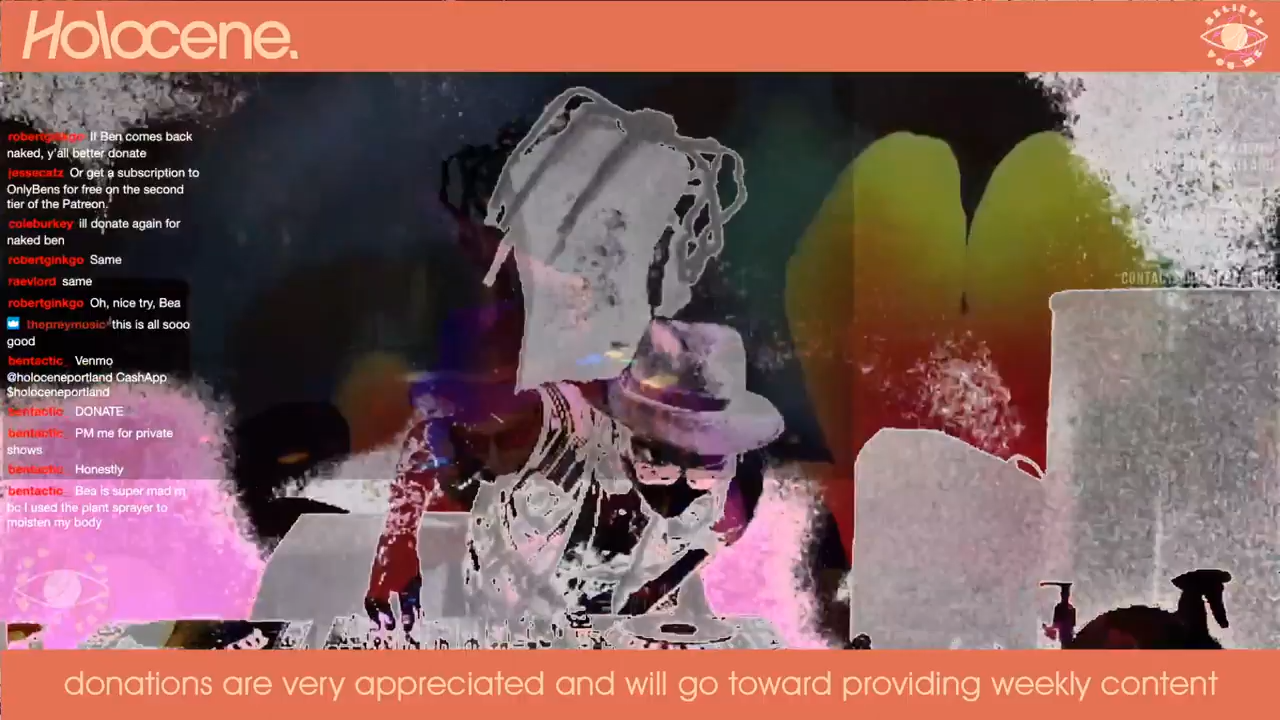 Holocene.
BELIEVE
robertginkgo If Ben comes back
naked, y'all better donate
jessecatz Or get a subscription to
OnlyBens for free on the second
tier of the Patreon.
coleburkey ill donate again for
naked ben
robertginkgo Same
raevlord same
robertginkgo Oh, nice try, Bea
thepreymusic this is all sooo
good
bentactic_ Venmo
@holoceneportland CashApp
$holoceneportland
bentactic_ DONATE
bentactic_ PM me for private
shows
bentactic_ Honestly
bentactic_ Bea is super mad rn
bc I used the plant sprayer to
moisten my body
donations are very appreciated and will go toward providing weekly content